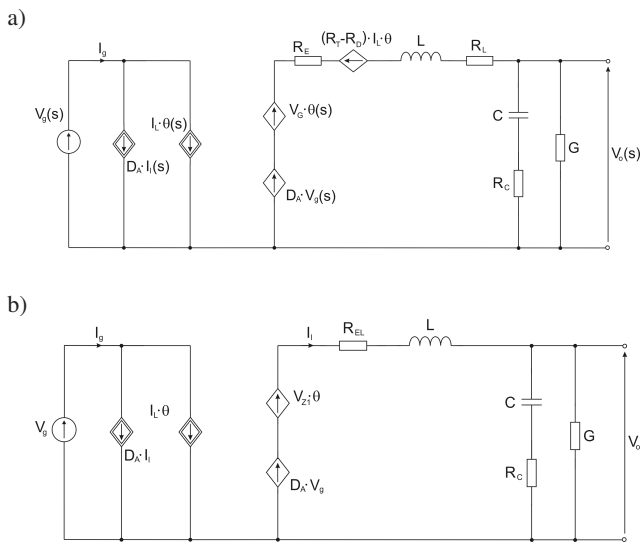 a)
I_g
R_E
(R_T-R_D)·I_L·θ
L
R_L
V_g(s)
D_A·I_l(s)
I_L·θ(s)
V_G·θ(s)
D_A·V_g(s)
C
R_C
G
V_o(s)
b)
I_g
I_l
R_EL
L
V_g
D_A·I_l
I_L·θ
V_Z1·θ
D_A·V_g
C
R_C
G
V_o